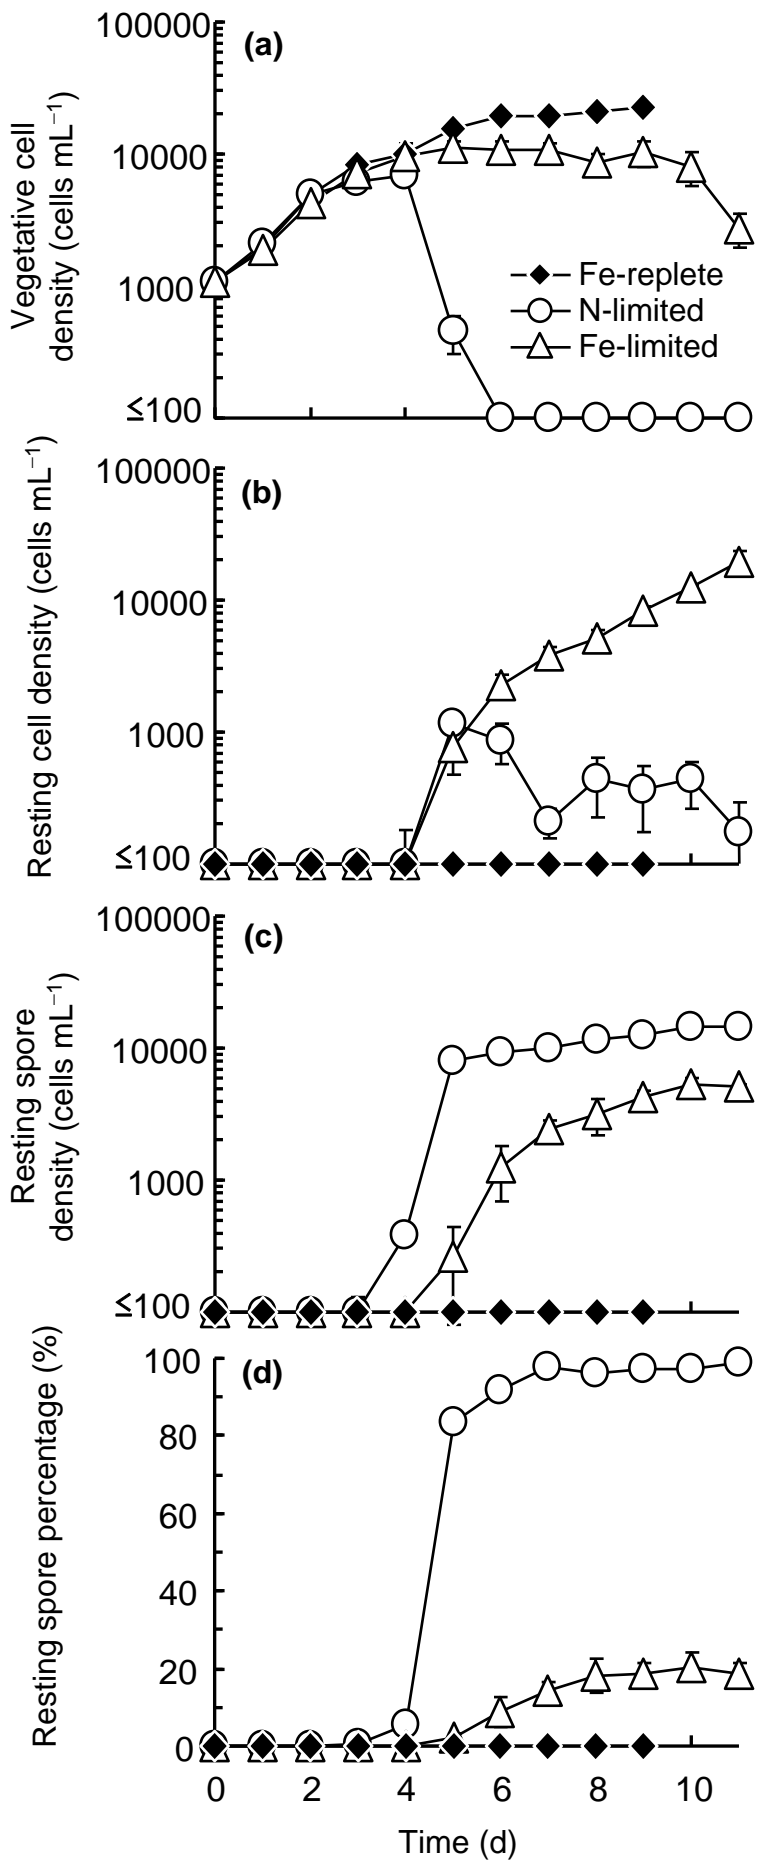 (a)
Vegetative cell
density (cells mL−1)
100000
10000
1000
≤100
Fe-replete
N-limited
Fe-limited
(b)
Resting cell density (cells mL−1)
100000
10000
1000
≤100
(c)
Resting spore
density (cells mL−1)
100000
10000
1000
≤100
(d)
Resting spore percentage (%)
100
80
60
40
20
0
0 2 4 6 8 10
Time (d)